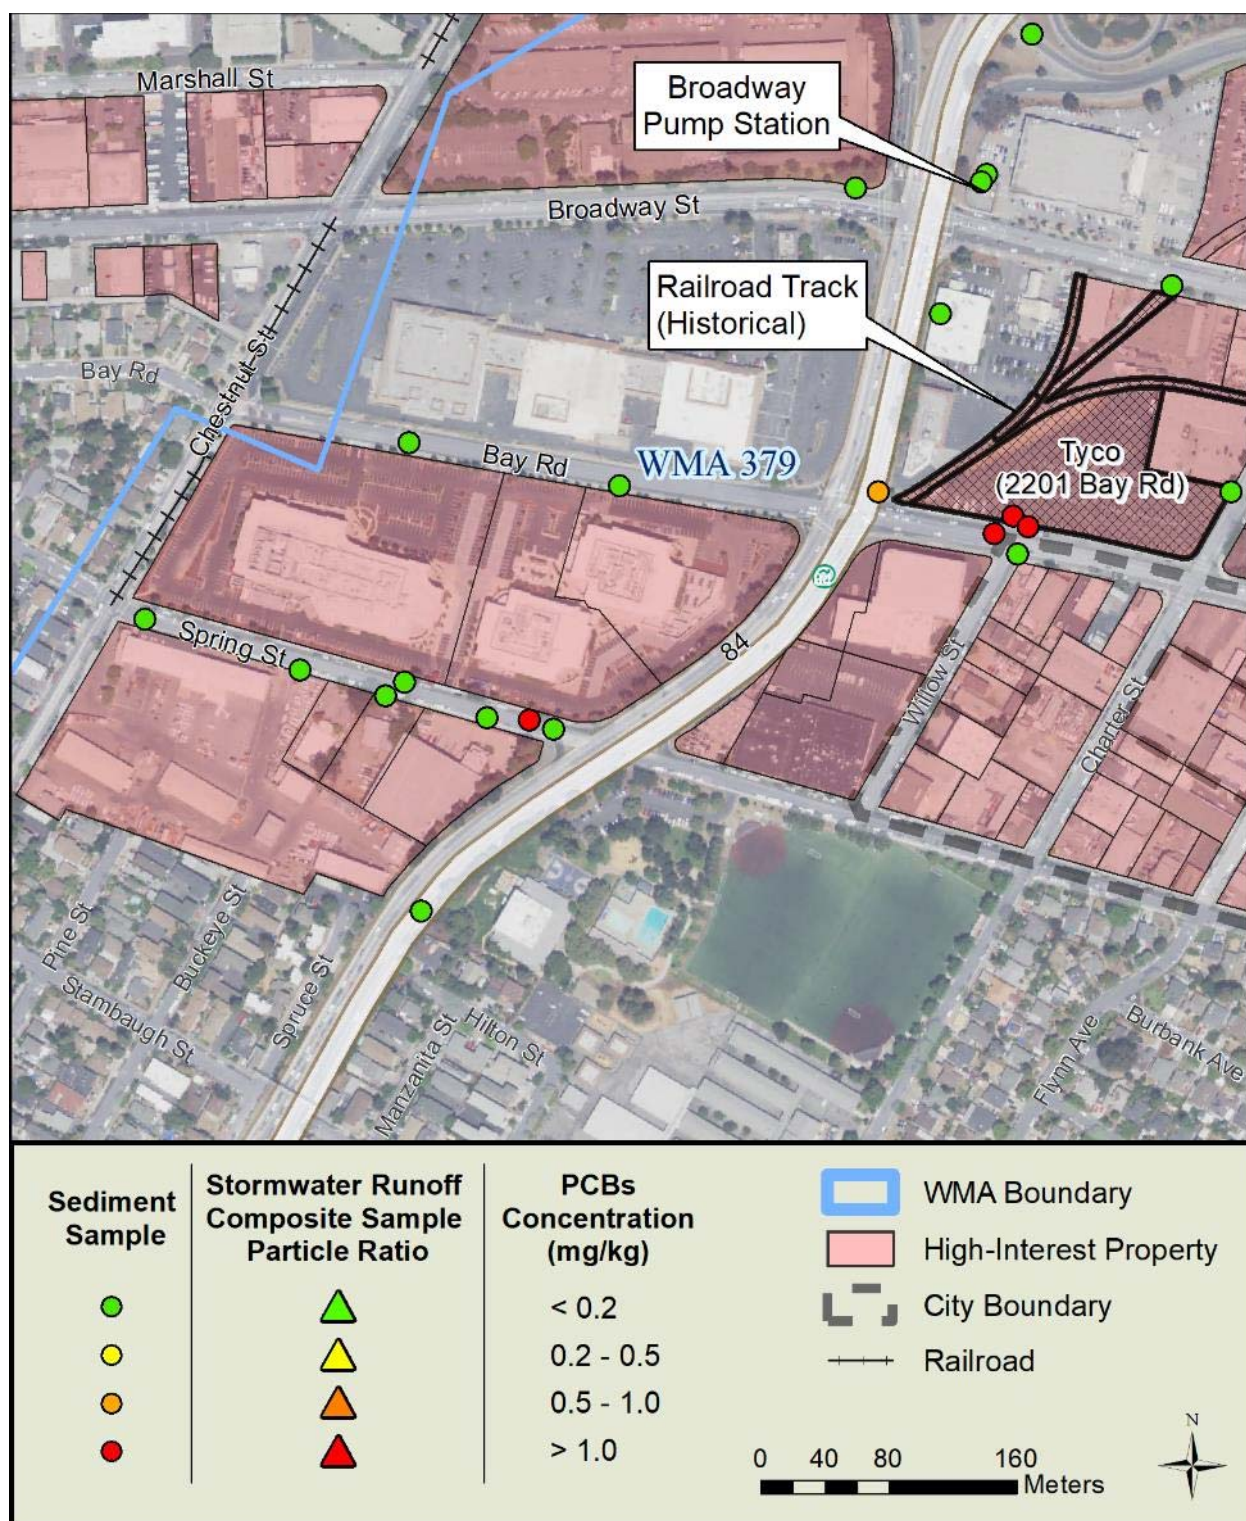 Marshall St
Broadway
Pump Station
Broadway St
Railroad Track
(Historical)
Bay Rd
Chestnut St
Bay Rd
WMA 379
Tyco
(2201 Bay Rd)
Spring St
84
Willow St
Charter St
Pine St
Buckeye St
Spruce St
Stambaugh St
Manzanita St
Hilton St
Flynn Ave
Burbank Ave
Sediment
Sample
Stormwater Runoff
Composite Sample
Particle Ratio
PCBs
Concentration
(mg/kg)
< 0.2
0.2 - 0.5
0.5 - 1.0
> 1.0
WMA Boundary
High-Interest Property
City Boundary
Railroad
N
0 40 80 160
Meters